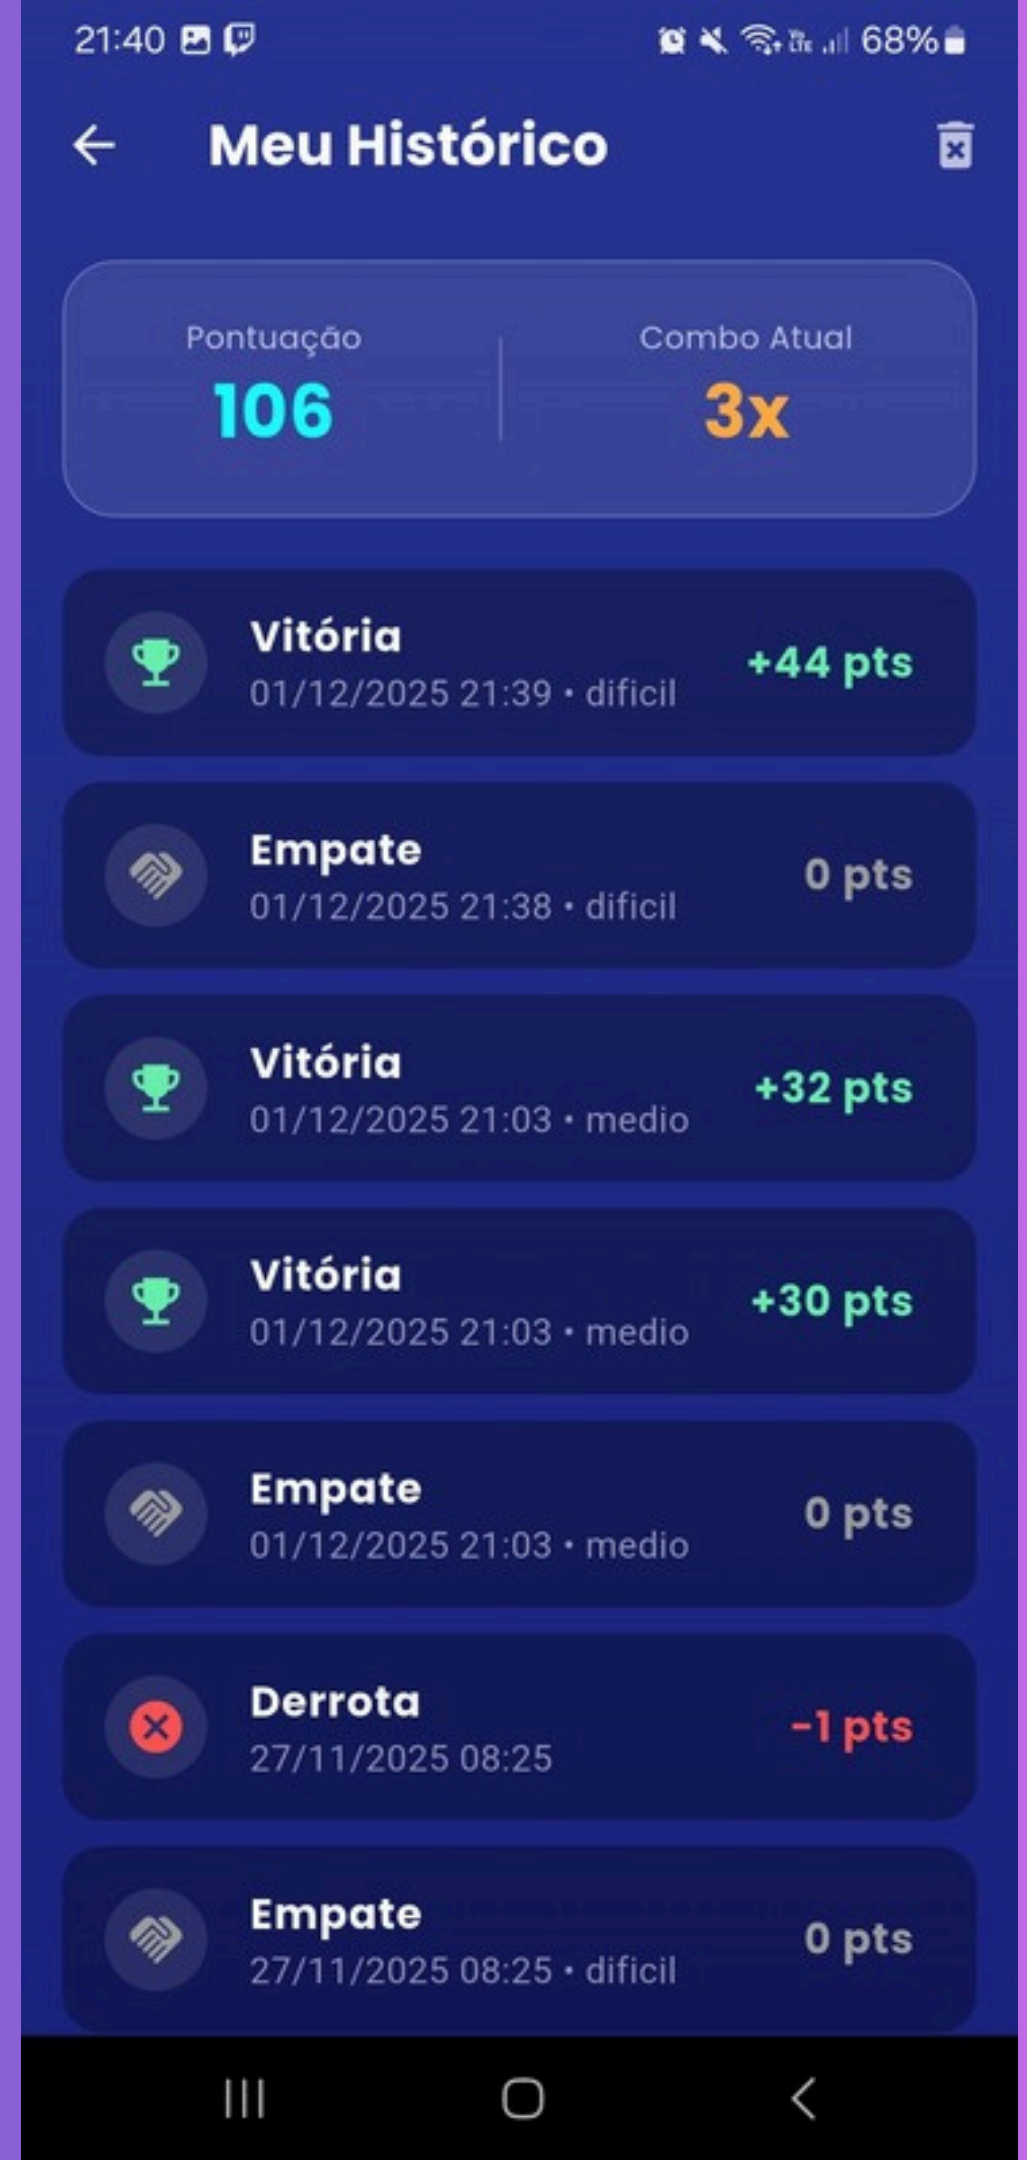 21:40 68%
Meu Histórico
Pontuação Combo Atual
106 3x
Vitória
01/12/2025 21:39 • dificil
+44 pts
Empate
01/12/2025 21:38 • dificil
0 pts
Vitória
01/12/2025 21:03 • medio
+32 pts
Vitória
01/12/2025 21:03 • medio
+30 pts
Empate
01/12/2025 21:03 • medio
0 pts
Derrota
27/11/2025 08:25
-1 pts
Empate
27/11/2025 08:25 • dificil
0 pts